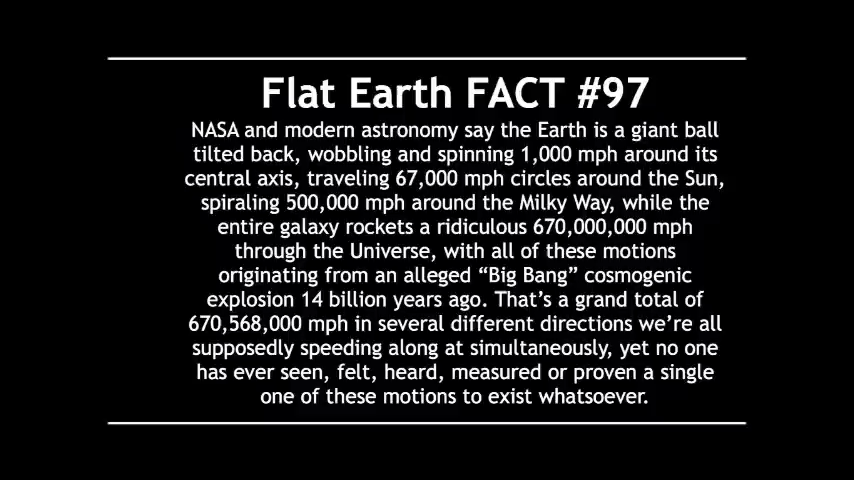 Flat Earth FACT #97
NASA and modern astronomy say the Earth is a giant ball
tilted back, wobbling and spinning 1,000 mph around its
central axis, traveling 67,000 mph circles around the Sun,
spiraling 500,000 mph around the Milky Way, while the
entire galaxy rockets a ridiculous 670,000,000 mph
through the Universe, with all of these motions
originating from an alleged “Big Bang” cosmogenic
explosion 14 billion years ago. That’s a grand total of
670,568,000 mph in several different directions we’re all
supposedly speeding along at simultaneously, yet no one
has ever seen, felt, heard, measured or proven a single
one of these motions to exist whatsoever.